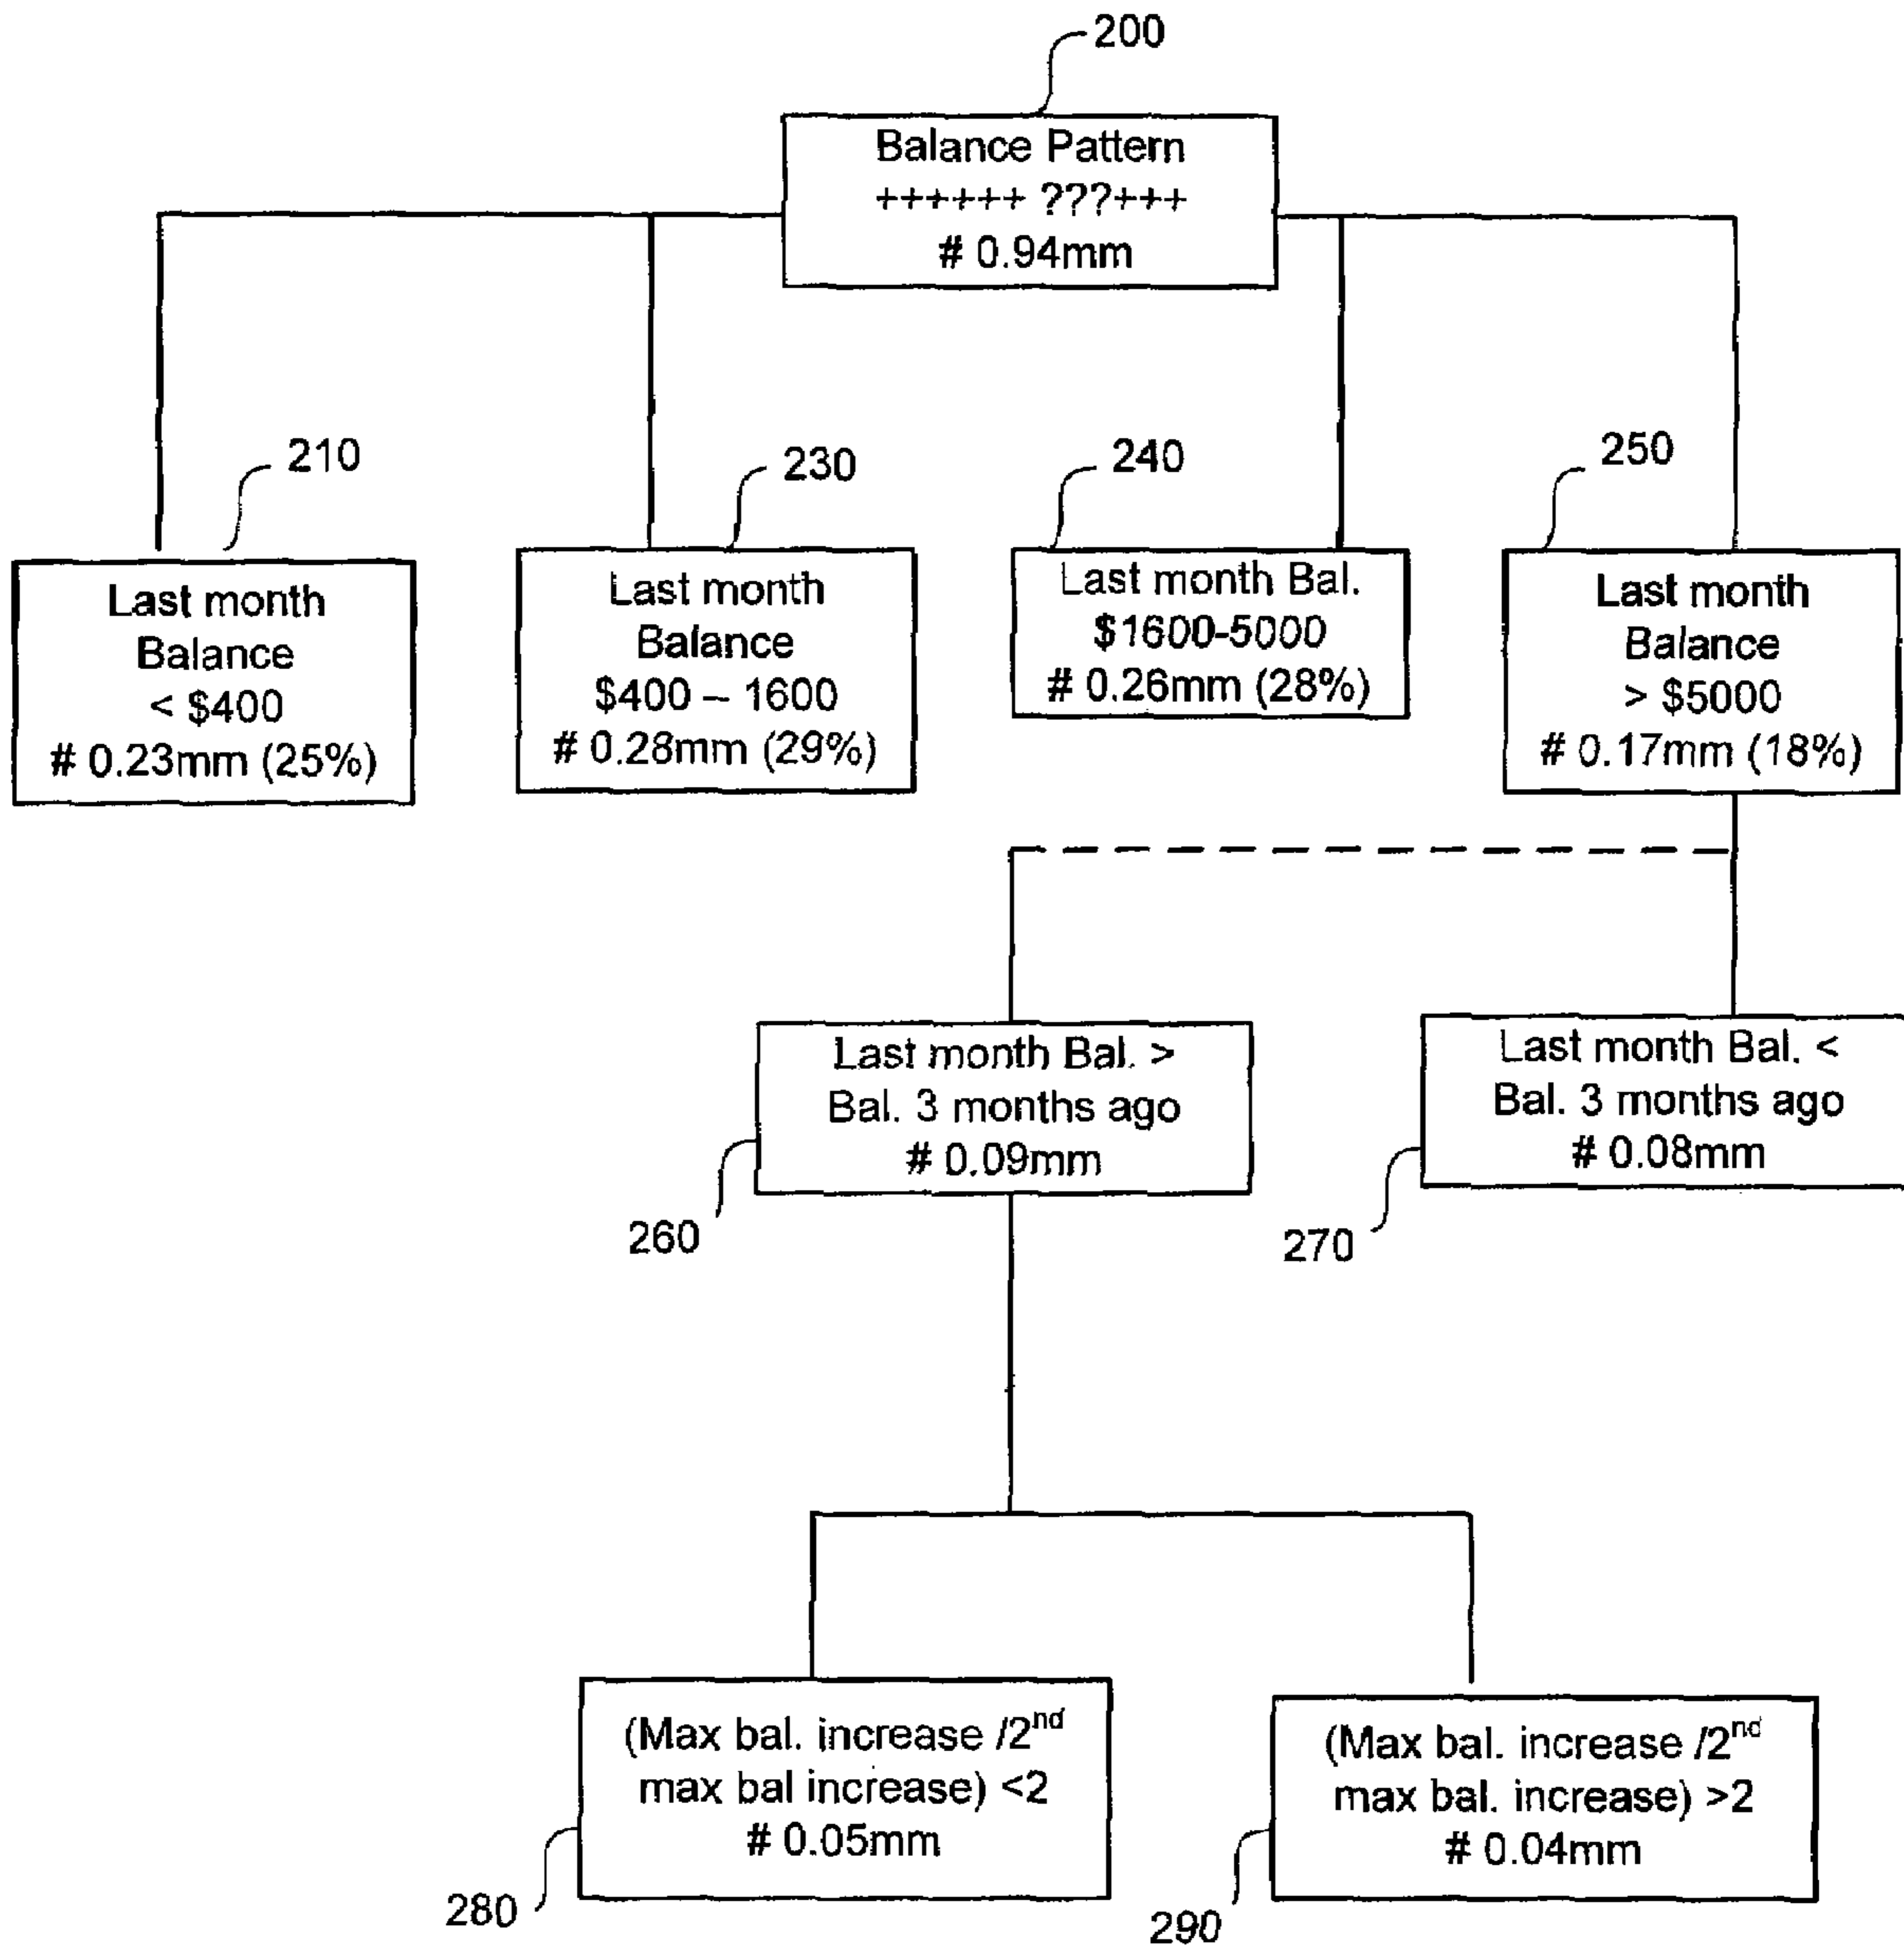 200
Balance Pattern
++++++ ???+++
# 0.94mm
210
230
240
250
Last month
Balance
< $400
# 0.23mm (25%)
Last month
Balance
$400 – 1600
# 0.28mm (29%)
Last month Bal.
$1600-5000
# 0.26mm (28%)
Last month
Balance
> $5000
# 0.17mm (18%)
Last month Bal. >
Bal. 3 months ago
# 0.09mm
260
Last month Bal. <
Bal. 3 months ago
# 0.08mm
270
(Max bal. increase /2nd
max bal increase) <2
# 0.05mm
280
(Max bal. increase /2nd
max bal. increase) >2
# 0.04mm
290